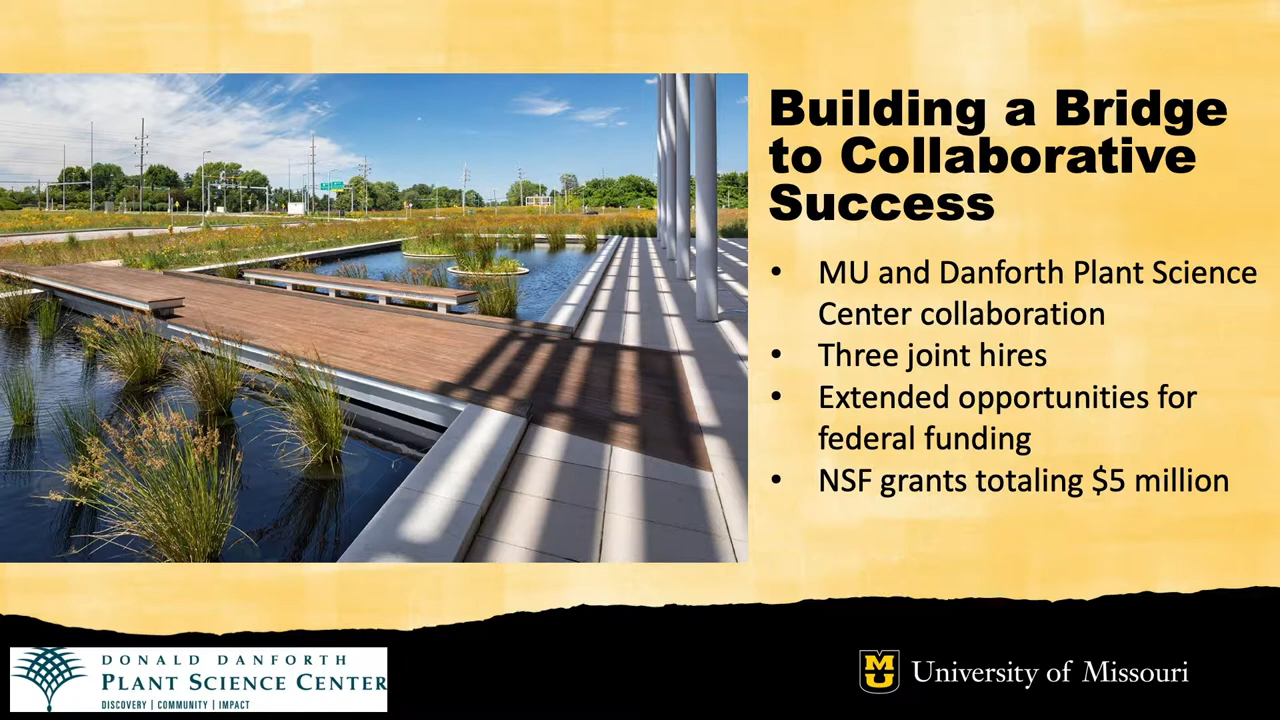 Building a Bridge
to Collaborative
Success
• MU and Danforth Plant Science
Center collaboration
• Three joint hires
• Extended opportunities for
federal funding
• NSF grants totaling $5 million
DONALD DANFORTH
PLANT SCIENCE CENTER
DISCOVERY | COMMUNITY | IMPACT
MU
University of Missouri